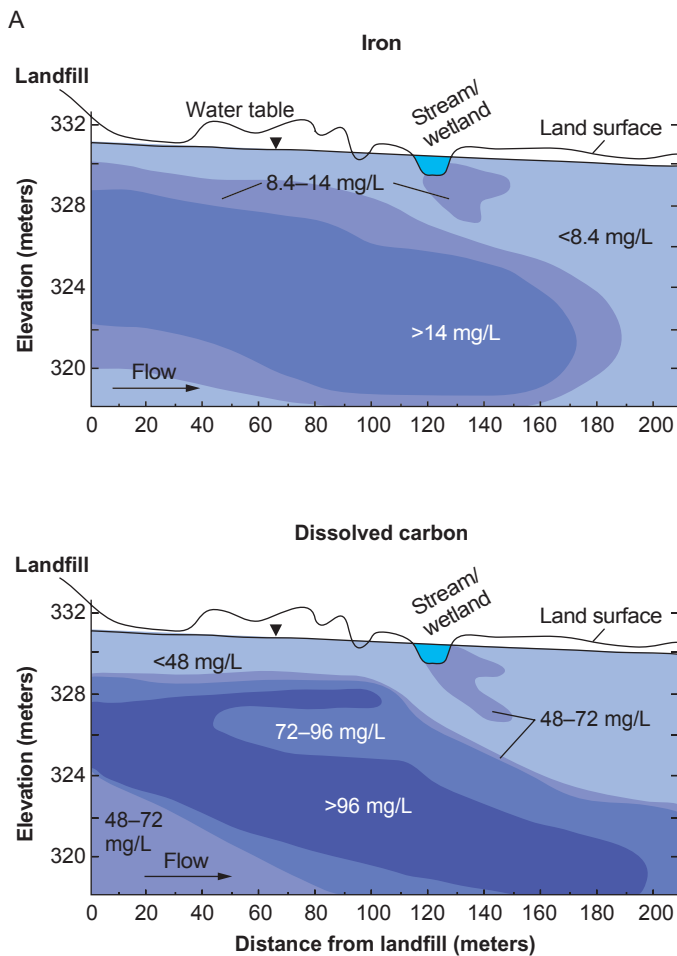 A
Iron
Landfill
Water table
Stream/
wetland
Land surface
332
328
324
320
Elevation (meters)
8.4–14 mg/L
<8.4 mg/L
>14 mg/L
Flow
0 20 40 60 80 100 120 140 160 180 200
Dissolved carbon
Landfill
Stream/
wetland
Land surface
332
328
324
320
Elevation (meters)
<48 mg/L
72–96 mg/L
48–72 mg/L
>96 mg/L
48–72
mg/L
Flow
0 20 40 60 80 100 120 140 160 180 200
Distance from landfill (meters)